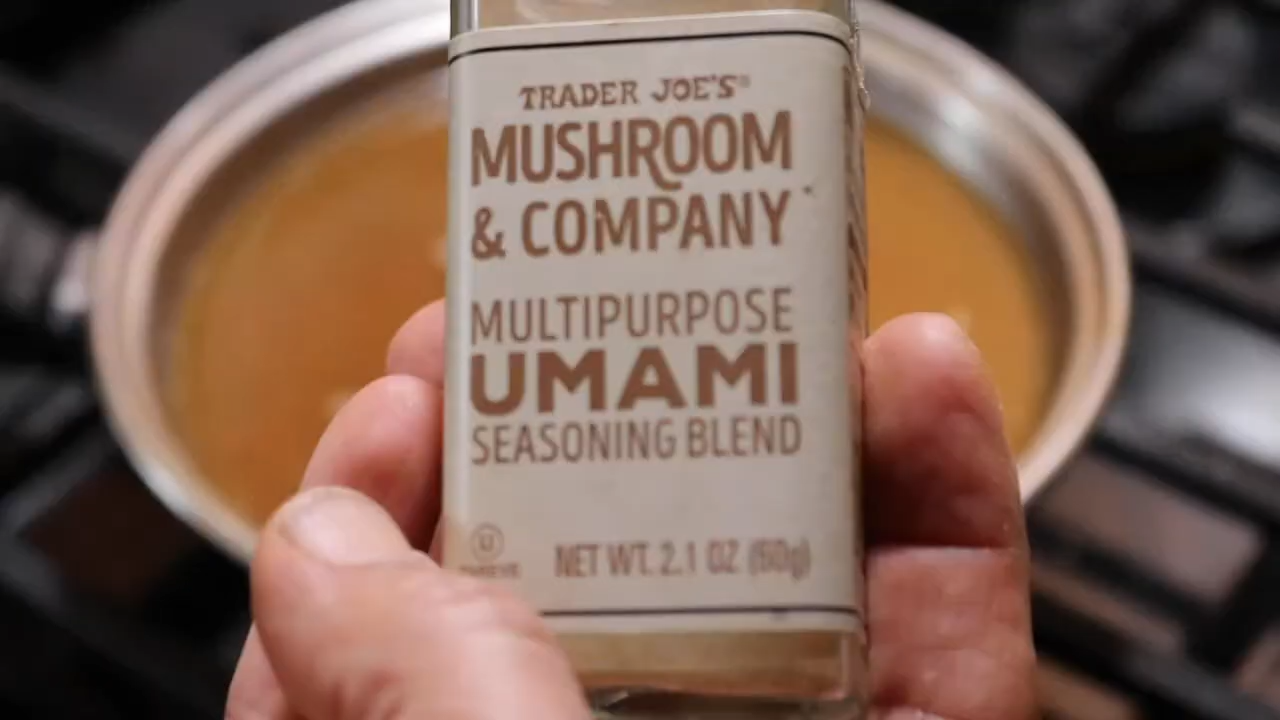 TRADER JOE'S®
MUSHROOM
& COMPANY
MULTIPURPOSE
UMAMI
SEASONING BLEND
U
NET WT. 2.1 OZ (60g)